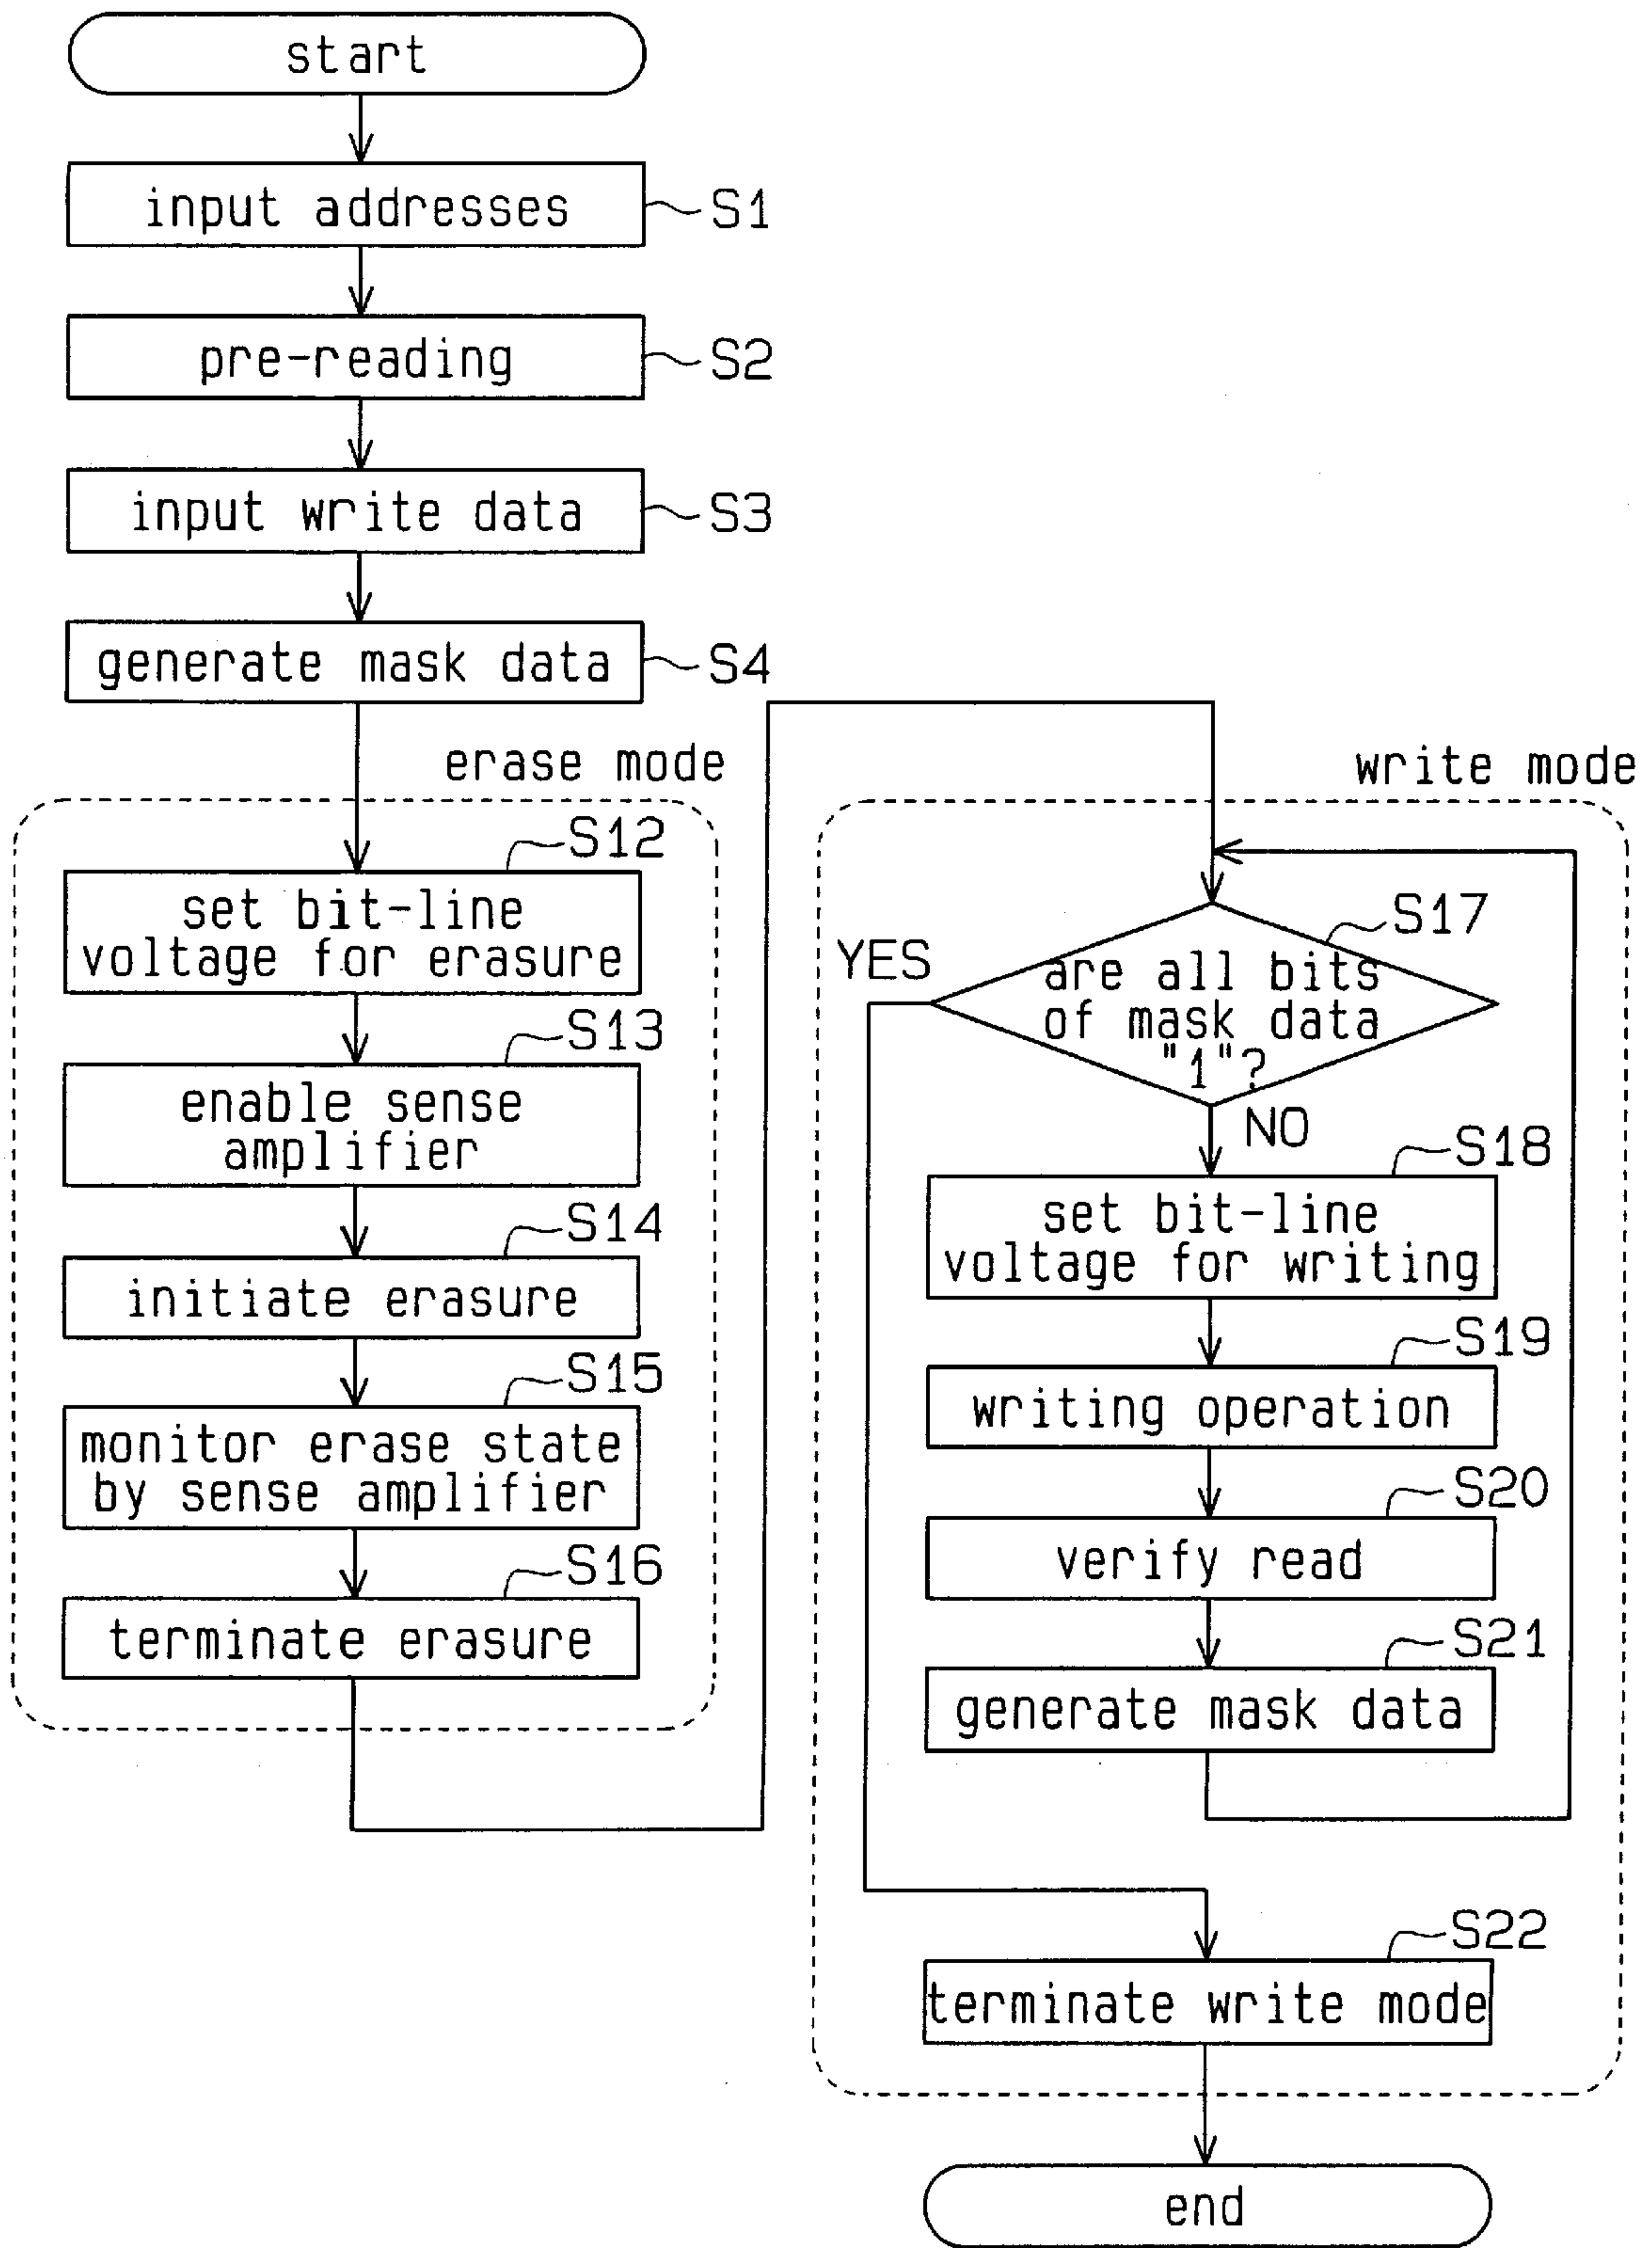 start
input addresses
S1
pre-reading
S2
input write data
S3
generate mask data
S4
erase mode
S12
set bit-line
voltage for erasure
S13
enable sense
amplifier
S14
initiate erasure
S15
monitor erase state
by sense amplifier
S16
terminate erasure
write mode
S17
YES
are all bits
of mask data
"1"?
NO
S18
set bit-line
voltage for writing
S19
writing operation
S20
verify read
S21
generate mask data
S22
terminate write mode
end